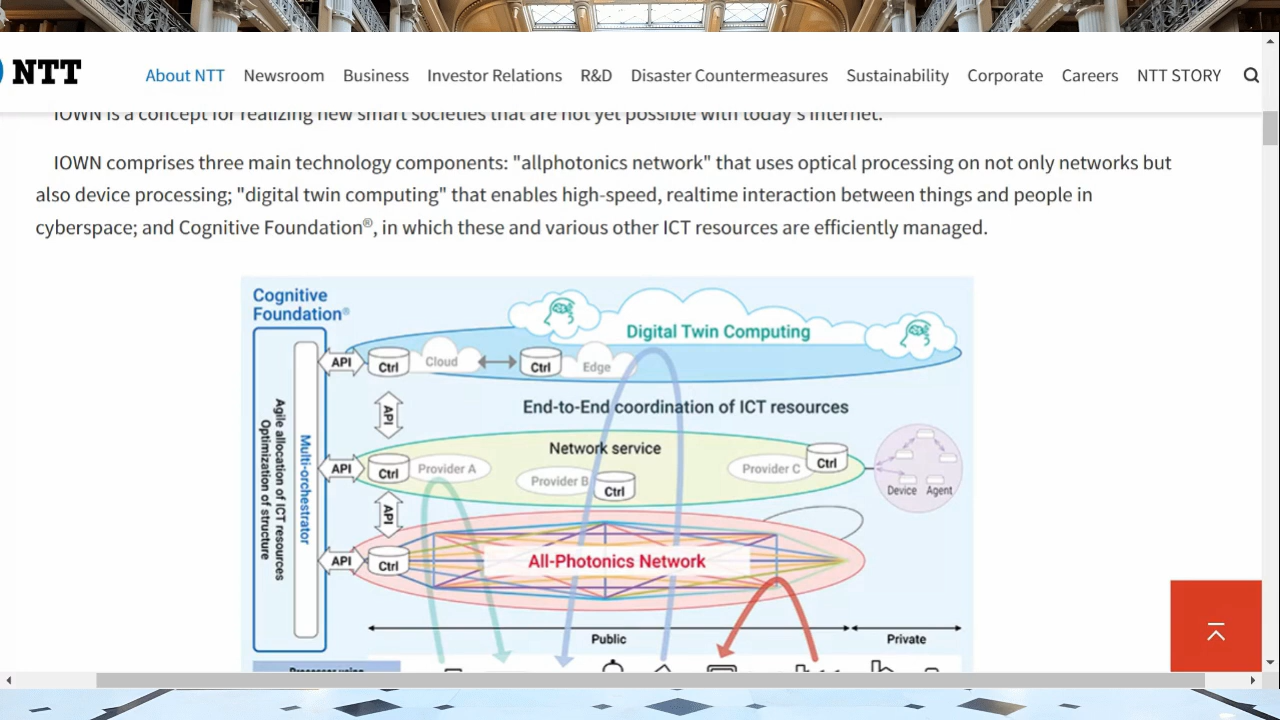 NTT
About NTT Newsroom Business Investor Relations R&D Disaster Countermeasures Sustainability Corporate Careers NTT STORY
IOWN is a concept for realizing new smart societies that are not yet possible with today's internet.
IOWN comprises three main technology components: "allphotonics network" that uses optical processing on not only networks but
also device processing; "digital twin computing" that enables high-speed, realtime interaction between things and people in
cyberspace; and Cognitive Foundation®, in which these and various other ICT resources are efficiently managed.
Cognitive
Foundation®
Digital Twin Computing
API Ctrl Cloud Ctrl Edge
API
End-to-End coordination of ICT resources
Agile allocation of ICT resources
Optimization of structure
Multi-orchestrator
Network service
API Ctrl Provider A Provider B Ctrl Provider C Ctrl
Device Agent
API
API Ctrl All-Photonics Network
Public Private
Processor using